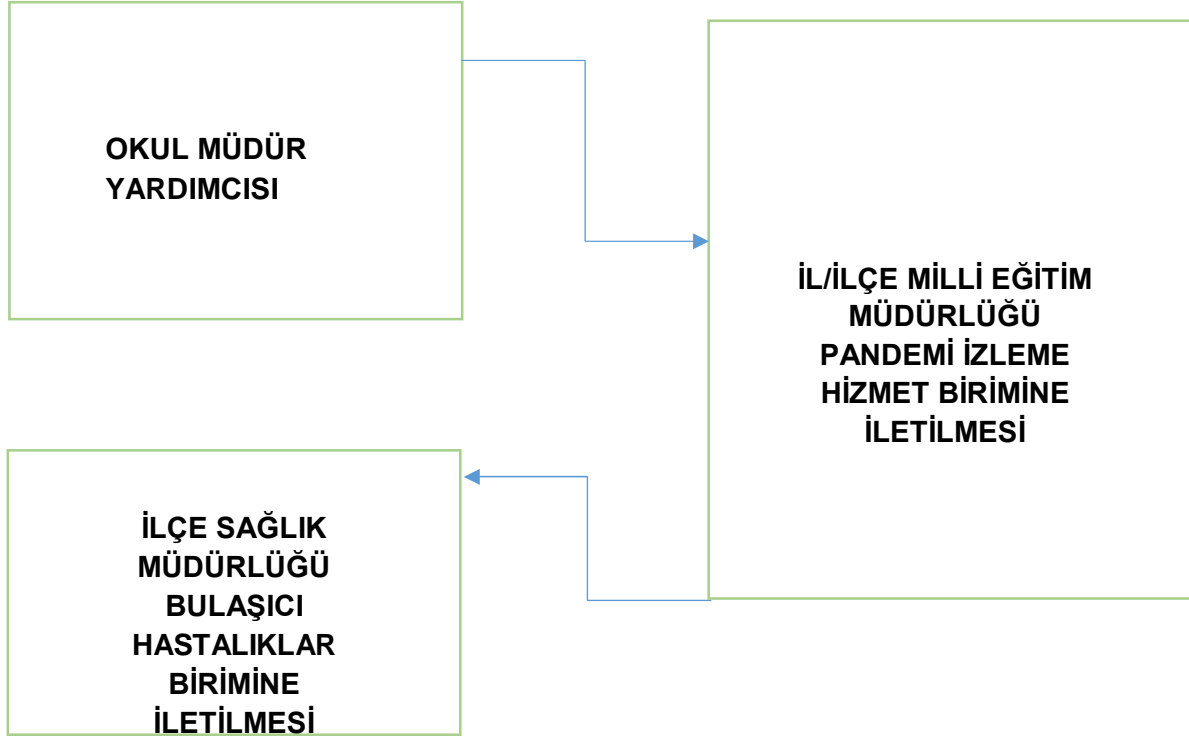 OKUL MÜDÜR
YARDIMCISI
İL/İLÇE MİLLİ EĞİTİM
MÜDÜRLÜĞÜ
PANDEMİ İZLEME
HİZMET BİRİMİNE
İLETİLMESİ
İLÇE SAĞLIK
MÜDÜRLÜĞÜ
BULAŞICI
HASTALIKLAR
BİRİMİNE
İLETİLMESİ